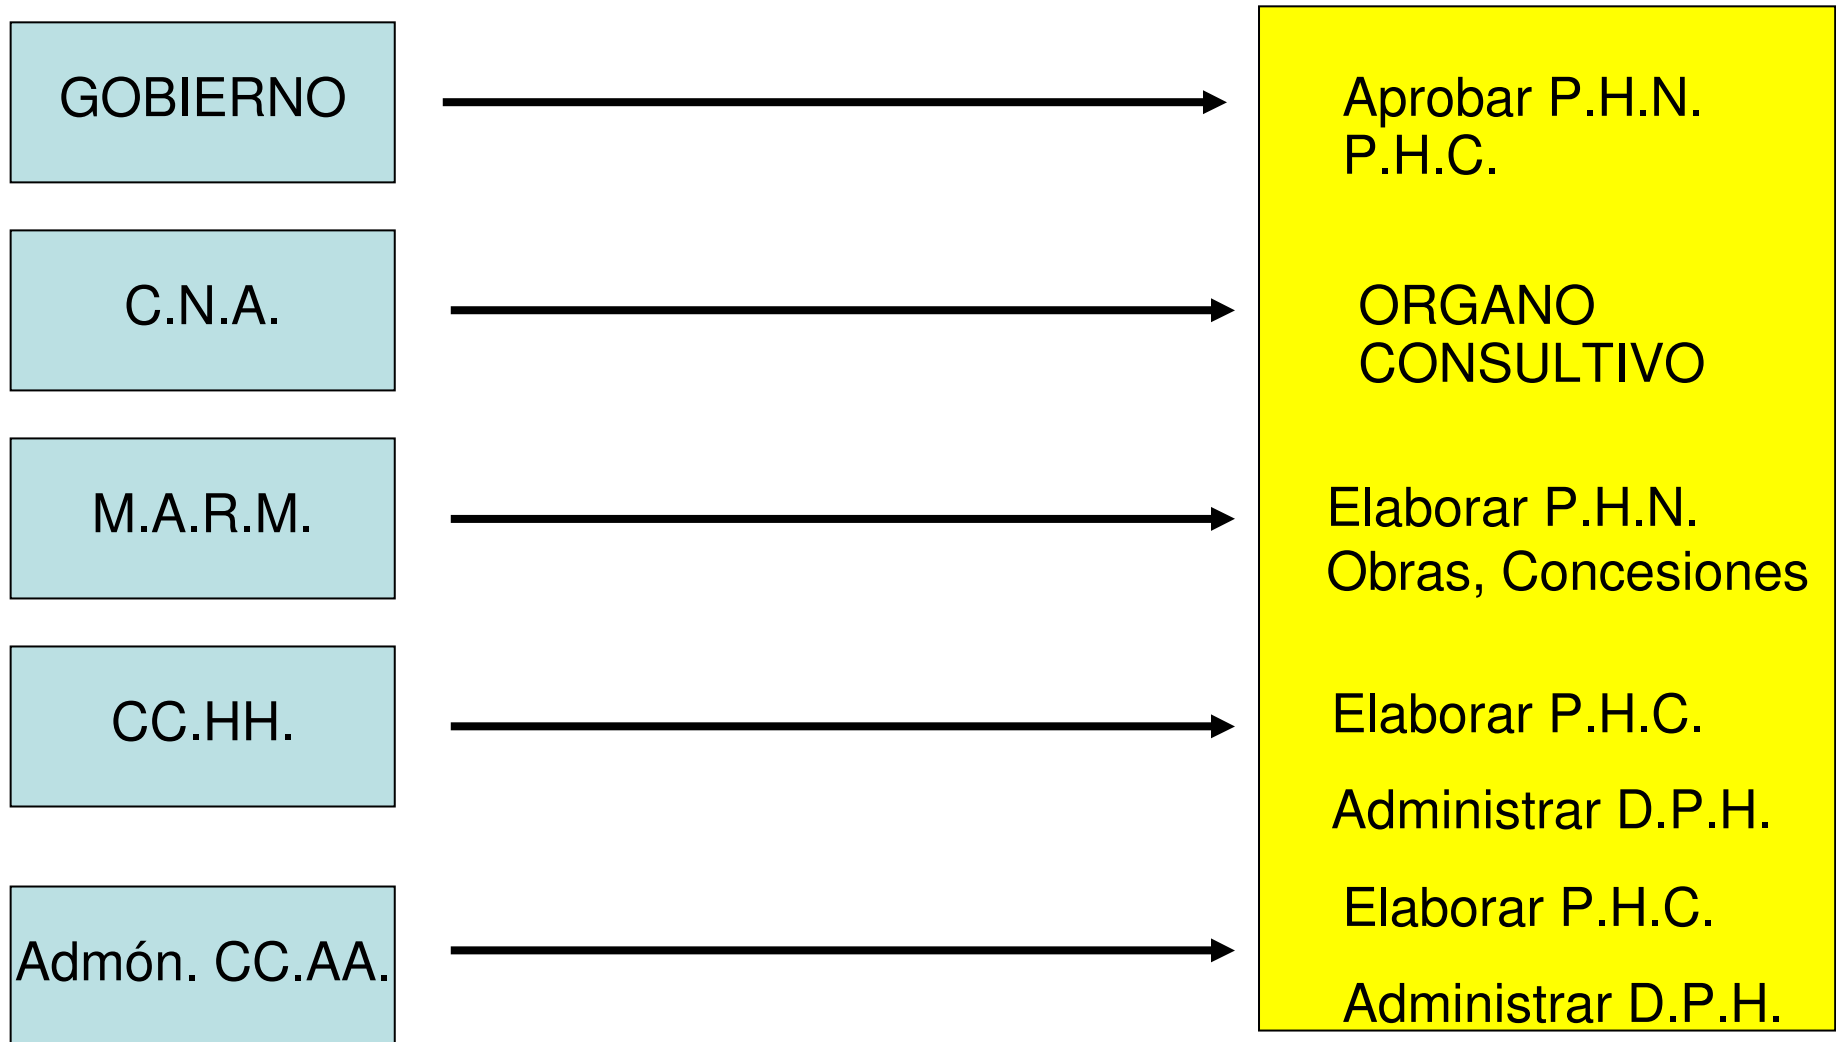 GOBIERNO
Aprobar P.H.N.
P.H.C.
C.N.A.
ORGANO
CONSULTIVO
M.A.R.M.
Elaborar P.H.N.
Obras, Concesiones
CC.HH.
Elaborar P.H.C.
Administrar D.P.H.
Admón. CC.AA.
Elaborar P.H.C.
Administrar D.P.H.